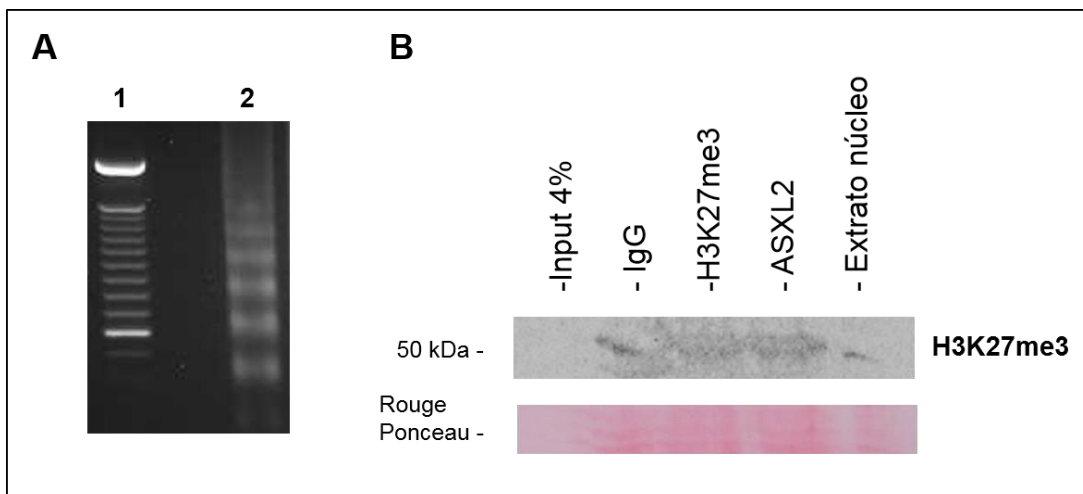 A
B
1
2
-Input 4%
- IgG
-H3K27me3
- ASXL2
- Extrato núcleo
50 kDa -
H3K27me3
Rouge
Ponceau -